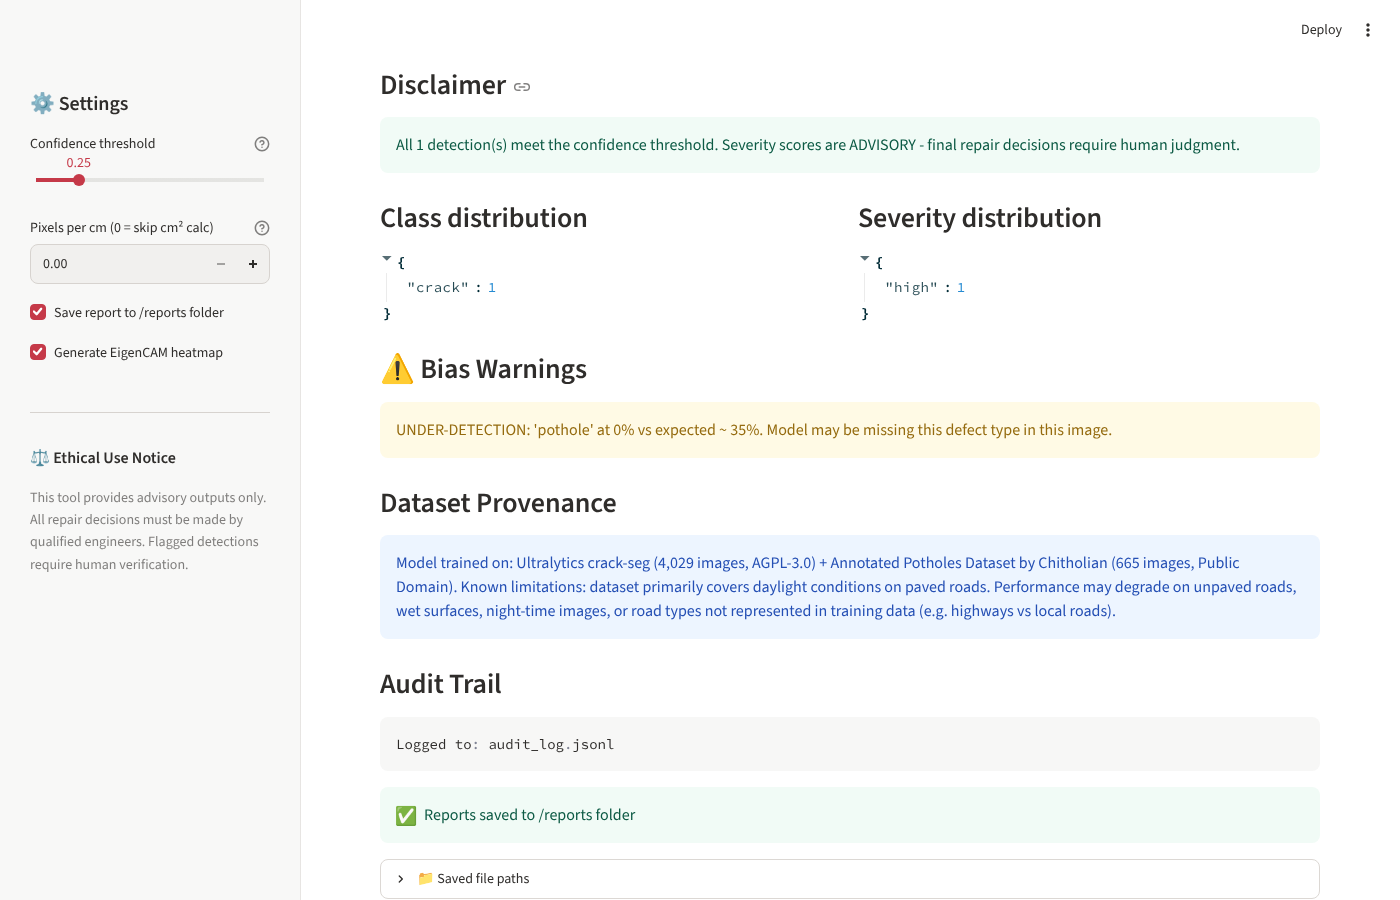 Deploy
⚙️ Settings
Confidence threshold
0.25
Pixels per cm (0 = skip cm² calc)
0.00
Save report to /reports folder
Generate EigenCAM heatmap
⚖️ Ethical Use Notice
This tool provides advisory outputs only.
All repair decisions must be made by
qualified engineers. Flagged detections
require human verification.
Disclaimer
All 1 detection(s) meet the confidence threshold. Severity scores are ADVISORY - final repair decisions require human judgment.
Class distribution
{
"crack" : 1
}
Severity distribution
{
"high" : 1
}
⚠️ Bias Warnings
UNDER-DETECTION: 'pothole' at 0% vs expected ~ 35%. Model may be missing this defect type in this image.
Dataset Provenance
Model trained on: Ultralytics crack-seg (4,029 images, AGPL-3.0) + Annotated Potholes Dataset by Chitholian (665 images, Public
Domain). Known limitations: dataset primarily covers daylight conditions on paved roads. Performance may degrade on unpaved roads,
wet surfaces, night-time images, or road types not represented in training data (e.g. highways vs local roads).
Audit Trail
Logged to: audit_log.jsonl
✅ Reports saved to /reports folder
📁 Saved file paths